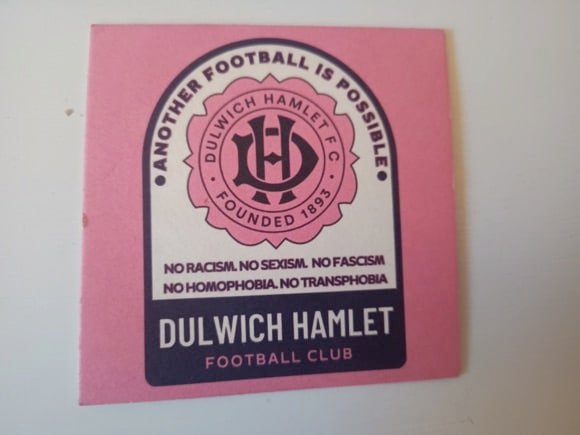 • ANOTHER FOOTBALL IS POSSIBLE •
• DULWICH HAMLET FC •
FOUNDED 1893
DH
NO RACISM. NO SEXISM. NO FASCISM
NO HOMOPHOBIA. NO TRANSPHOBIA
DULWICH HAMLET
FOOTBALL CLUB